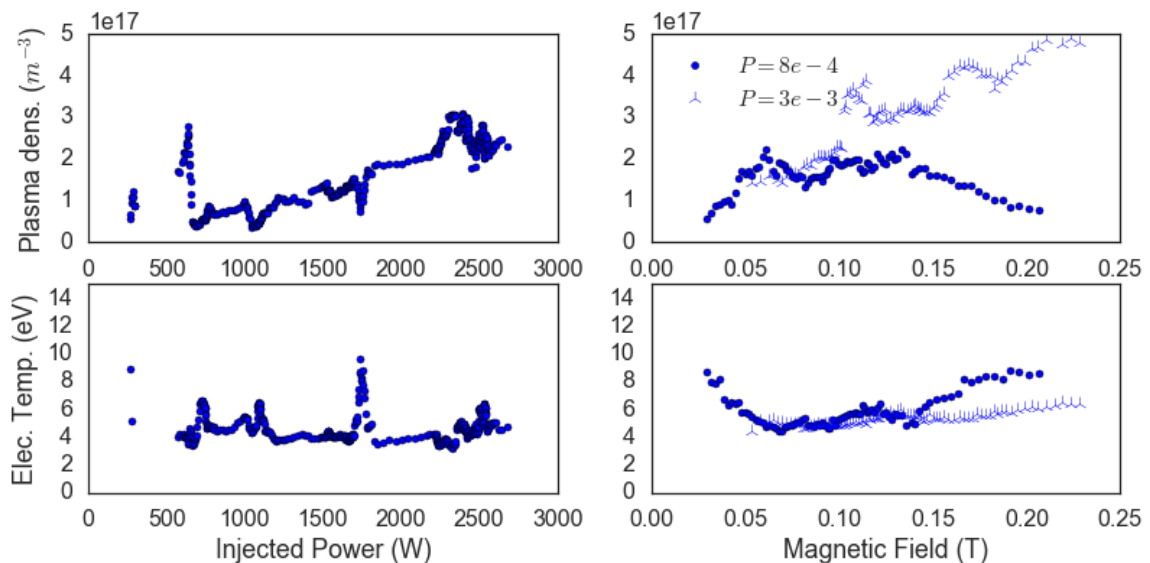 1e17
Plasma dens. (m⁻³)
5
4
3
2
1
0
0 500 1000 1500 2000 2500 3000
1e17
5
4
3
2
1
0
P = 8e − 4
P = 3e − 3
0.00 0.05 0.10 0.15 0.20 0.25
Elec. Temp. (eV)
14
12
10
8
6
4
2
0
0 500 1000 1500 2000 2500 3000
Injected Power (W)
14
12
10
8
6
4
2
0
0.00 0.05 0.10 0.15 0.20 0.25
Magnetic Field (T)